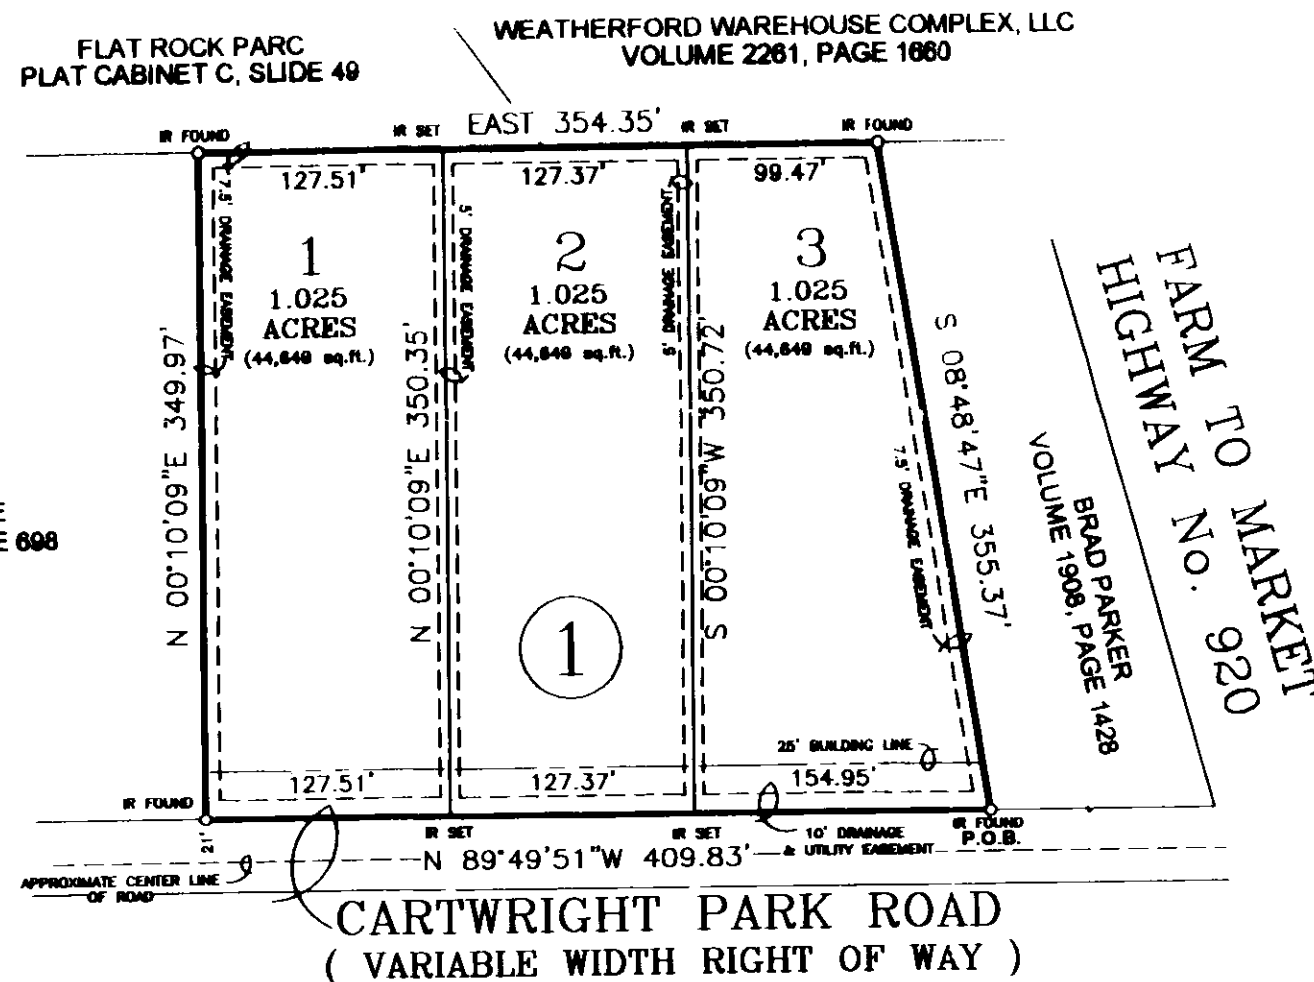 FLAT ROCK PARC
PLAT CABINET C, SLIDE 49
WEATHERFORD WAREHOUSE COMPLEX, LLC
VOLUME 2261, PAGE 1660
IR FOUND
IR SET
EAST 354.35'
IR SET
IR FOUND
127.51'
127.37'
99.47'
7.5' DRAINAGE EASEMENT
5' DRAINAGE EASEMENT
5' DRAINAGE EASEMENT
1
1.025
ACRES
(44,649 sq.ft.)
2
1.025
ACRES
(44,649 sq.ft.)
3
1.025
ACRES
(44,649 sq.ft.)
N 00°10'09"E 349.97'
N 00°10'09"E 350.35'
S 00°10'09"W 350.72'
S 08°48'47"E 355.37'
7.5' DRAINAGE EASEMENT
FARM TO MARKET
HIGHWAY No. 920
BRAD PARKER
VOLUME 1908, PAGE 1428
698
1
25' BUILDING LINE
127.51'
127.37'
154.95'
IR FOUND
IR SET
IR SET
10' DRAINAGE
& UTILITY EASEMENT
IR FOUND
P.O.B.
21'
N 89°49'51"W 409.83'
APPROXIMATE CENTER LINE
OF ROAD
CARTWRIGHT PARK ROAD
( VARIABLE WIDTH RIGHT OF WAY )